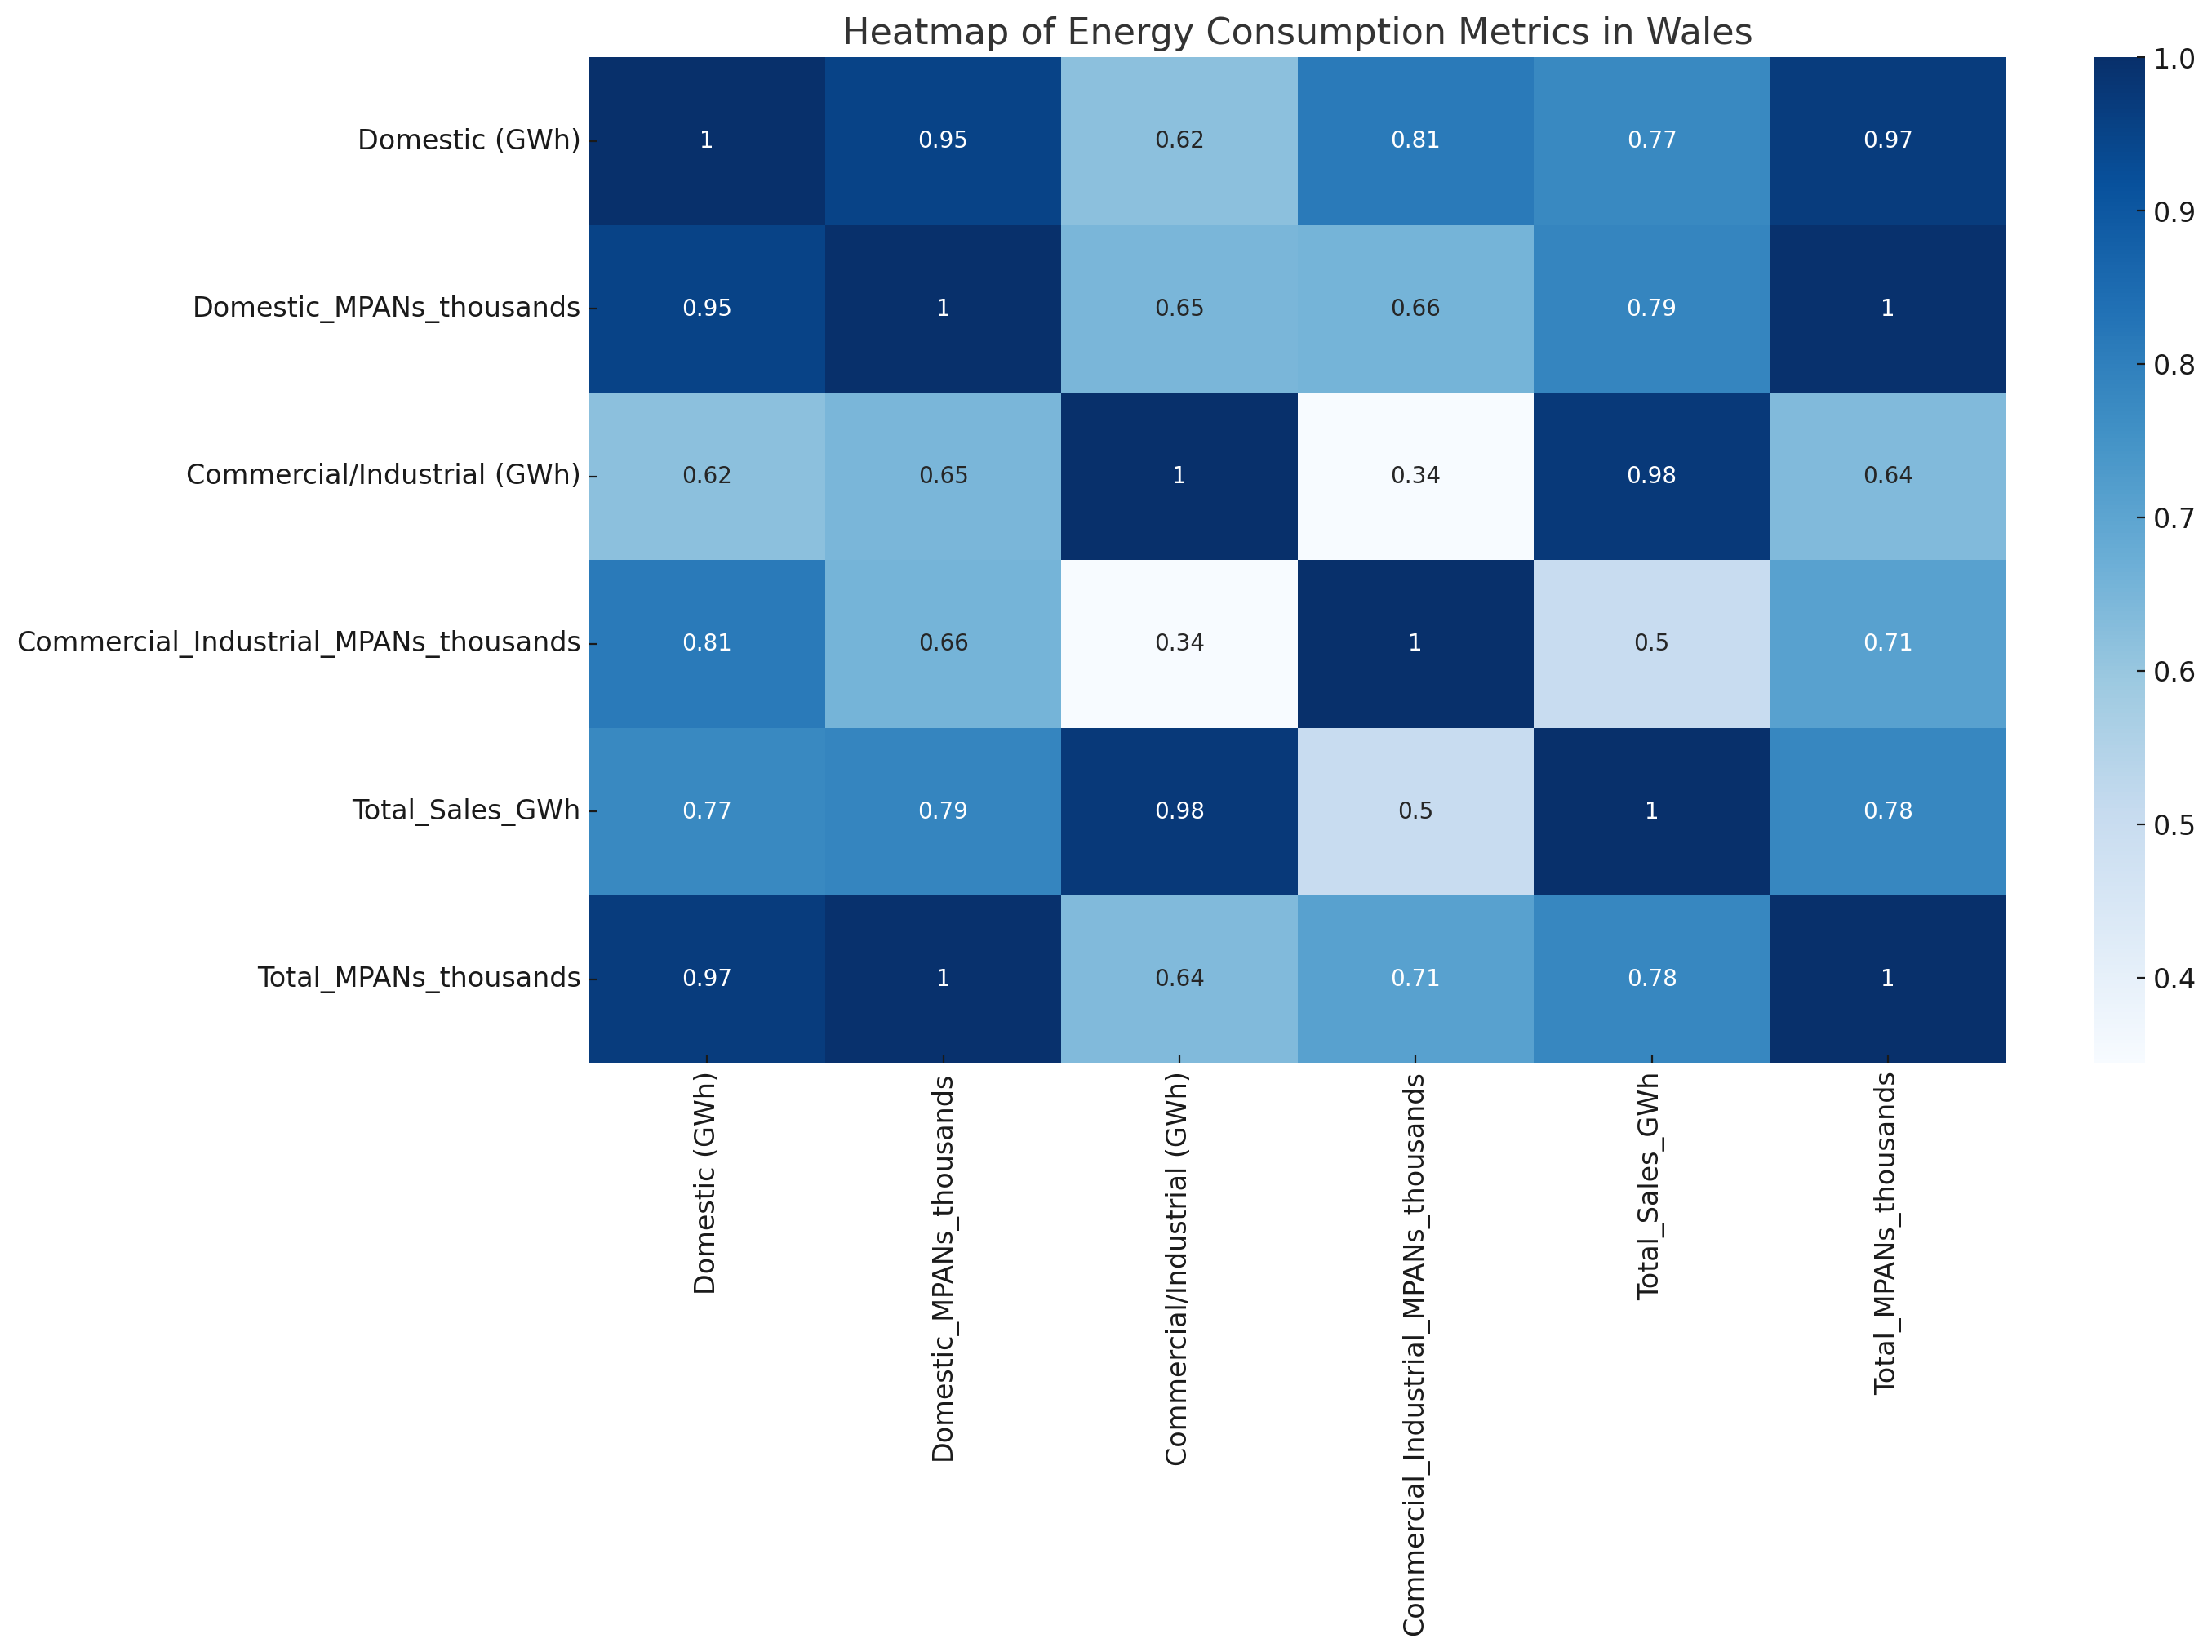 Heatmap of Energy Consumption Metrics in Wales
Domestic (GWh) 1 0.95 0.62 0.81 0.77 0.97
Domestic_MPANs_thousands 0.95 1 0.65 0.66 0.79 1
Commercial/Industrial (GWh) 0.62 0.65 1 0.34 0.98 0.64
Commercial_Industrial_MPANs_thousands 0.81 0.66 0.34 1 0.5 0.71
Total_Sales_GWh 0.77 0.79 0.98 0.5 1 0.78
Total_MPANs_thousands 0.97 1 0.64 0.71 0.78 1
Domestic (GWh)
Domestic_MPANs_thousands
Commercial/Industrial (GWh)
Commercial_Industrial_MPANs_thousands
Total_Sales_GWh
Total_MPANs_thousands
1.0
0.9
0.8
0.7
0.6
0.5
0.4